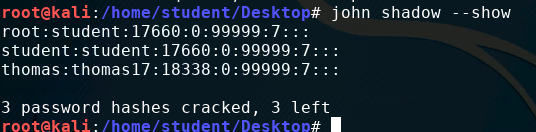 root@kali:/home/student/Desktop# john shadow --show
root:student:17660:0:99999:7:::
student:student:17660:0:99999:7:::
thomas:thomas17:18338:0:99999:7:::
3 password hashes cracked, 3 left
root@kali:/home/student/Desktop#